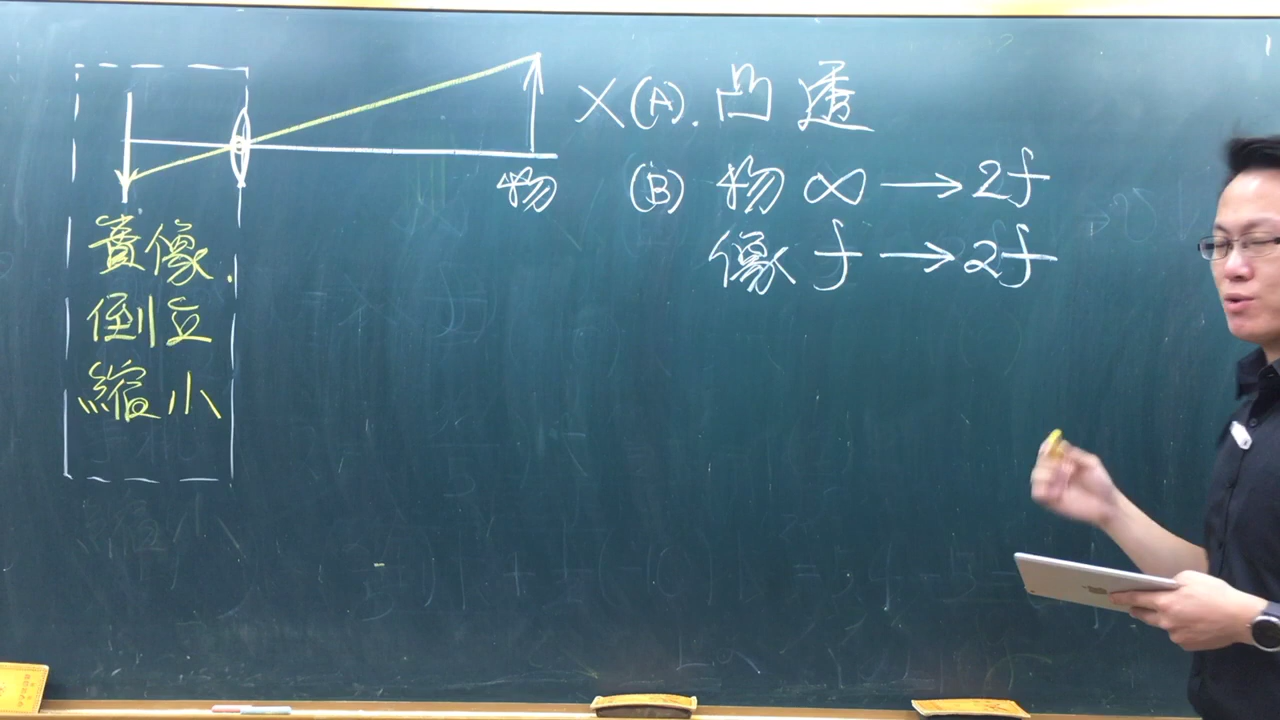 X(A). 凸透
物 (B) 物 ∞ → 2f
像 f → 2f
實像.
倒立
縮小